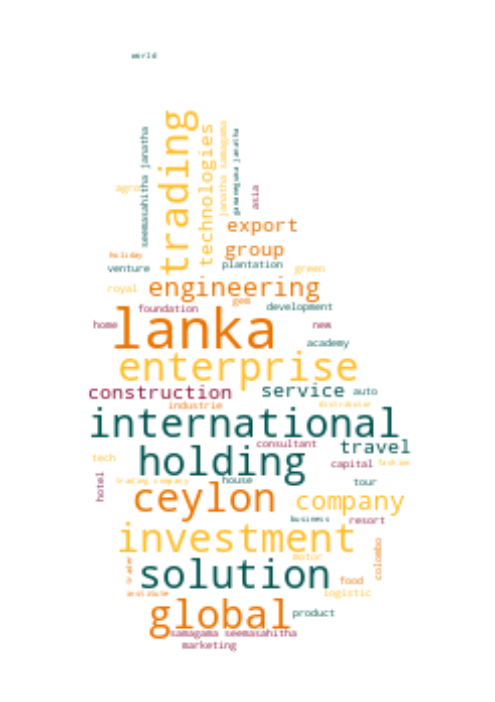 world
trading
technologies
seemasahitha janatha
janatha samagama
samagama janatha
agro
asia
export
group
holiday
venture
plantation
green
royal
engineering
gem
foundation
development
lanka
home
new
academy
enterprise
construction
service auto
industrie
distributor
international
consultant
travel
holding
tech
capital fashion
hotel
trading company
house
tour
ceylon
company
business
resort
investment
motor
colombo
trader
solution
food
institute
logistic
global
product
samagama seemasahitha
marketing